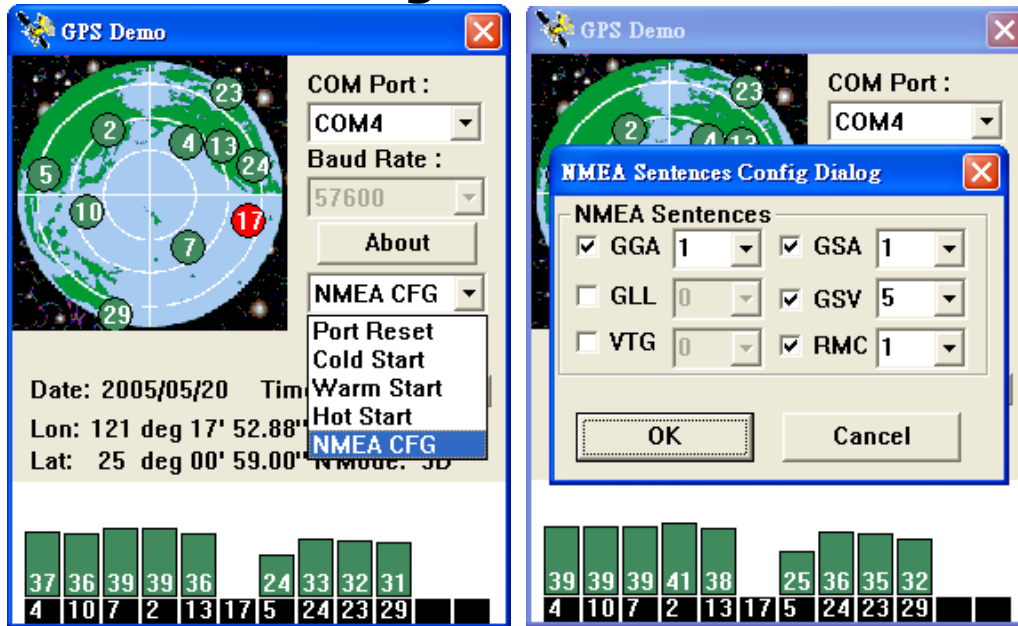 GPS Demo
COM Port :
COM4
Baud Rate :
57600
About
NMEA CFG
Port Reset
Cold Start
Warm Start
Hot Start
NMEA CFG
23
2
4
13
24
5
10
17
7
29
Date: 2005/05/20 Tim
Lon: 121 deg 17' 52.88"
Lat: 25 deg 00' 59.00" N Mode: 3D
37 36 39 39 36 24 33 32 31
4 10 7 2 13 17 5 24 23 29
GPS Demo
COM Port :
COM4
23
2
4 13
NMEA Sentences Config Dialog
NMEA Sentences
GGA 1 GSA 1
GLL 0 GSV 5
VTG 0 RMC 1
OK Cancel
39 39 39 41 38 25 36 35 32
4 10 7 2 13 17 5 24 23 29